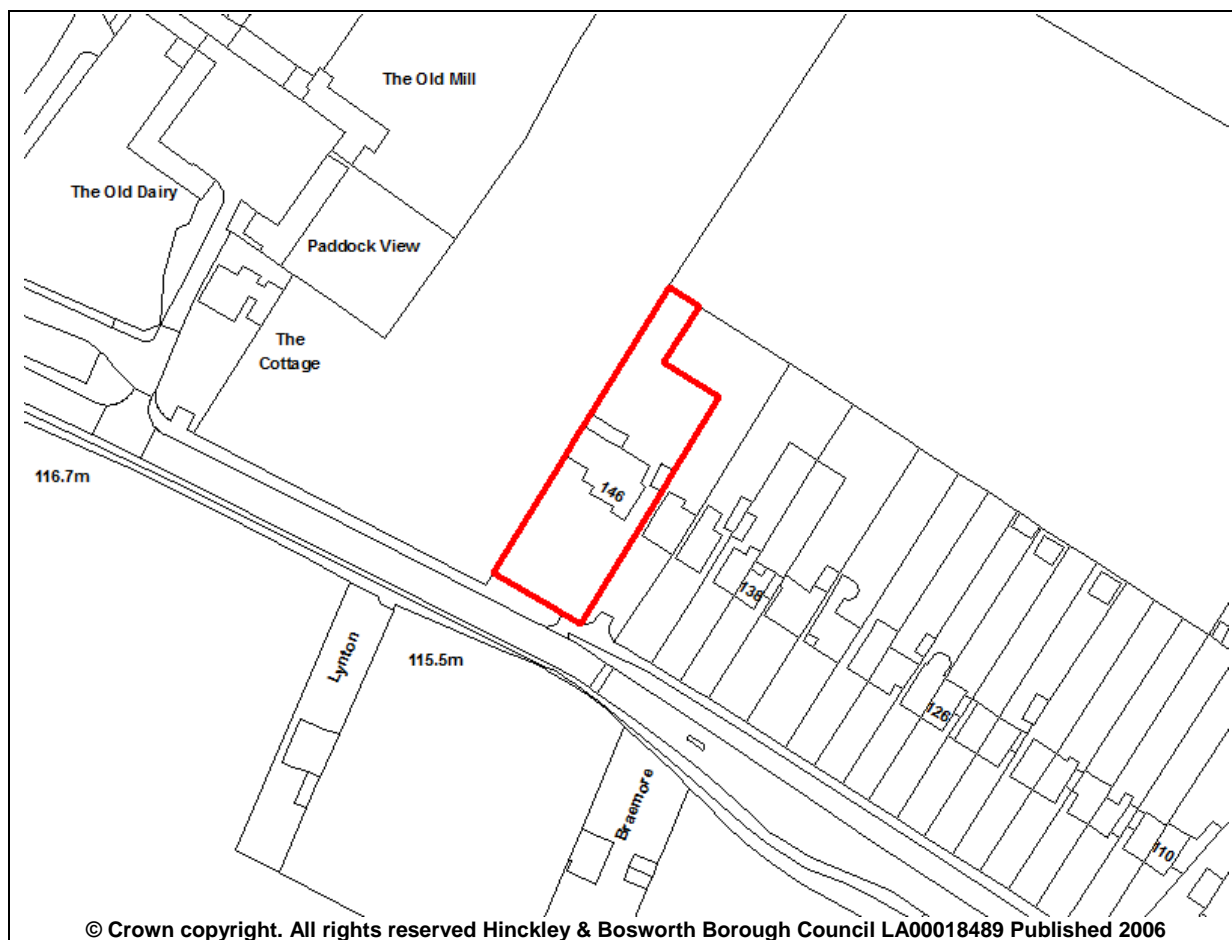 The Old Mill
The Old Dairy
Paddock View
The
Cottage
116.7m
146
138
Lynton
115.5m
126
Braemore
110
© Crown copyright. All rights reserved Hinckley & Bosworth Borough Council LA00018489 Published 2006